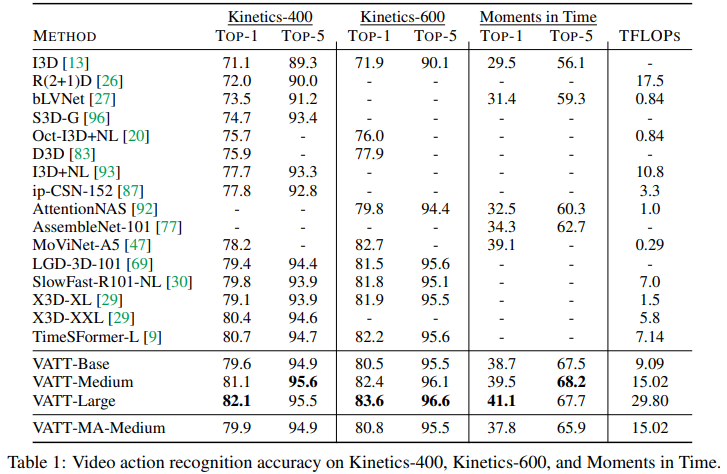 Kinetics-400 Kinetics-600 Moments in Time
METHOD TOP-1 TOP-5 TOP-1 TOP-5 TOP-1 TOP-5 TFLOPS
I3D [13] 71.1 89.3 71.9 90.1 29.5 56.1 -
R(2+1)D [26] 72.0 90.0 - - - - 17.5
bLVNet [27] 73.5 91.2 - - 31.4 59.3 0.84
S3D-G [96] 74.7 93.4 - - - - -
Oct-I3D+NL [20] 75.7 - 76.0 - - - 0.84
D3D [83] 75.9 - 77.9 - - - -
I3D+NL [93] 77.7 93.3 - - - - 10.8
ip-CSN-152 [87] 77.8 92.8 - - - - 3.3
AttentionNAS [92] - - 79.8 94.4 32.5 60.3 1.0
AssembleNet-101 [77] - - - - 34.3 62.7 -
MoViNet-A5 [47] 78.2 - 82.7 - 39.1 - 0.29
LGD-3D-101 [69] 79.4 94.4 81.5 95.6 - - -
SlowFast-R101-NL [30] 79.8 93.9 81.8 95.1 - - 7.0
X3D-XL [29] 79.1 93.9 81.9 95.5 - - 1.5
X3D-XXL [29] 80.4 94.6 - - - - 5.8
TimeSFormer-L [9] 80.7 94.7 82.2 95.6 - - 7.14
VATT-Base 79.6 94.9 80.5 95.5 38.7 67.5 9.09
VATT-Medium 81.1 95.6 82.4 96.1 39.5 68.2 15.02
VATT-Large 82.1 95.5 83.6 96.6 41.1 67.7 29.80
VATT-MA-Medium 79.9 94.9 80.8 95.5 37.8 65.9 15.02
Table 1: Video action recognition accuracy on Kinetics-400, Kinetics-600, and Moments in Time.